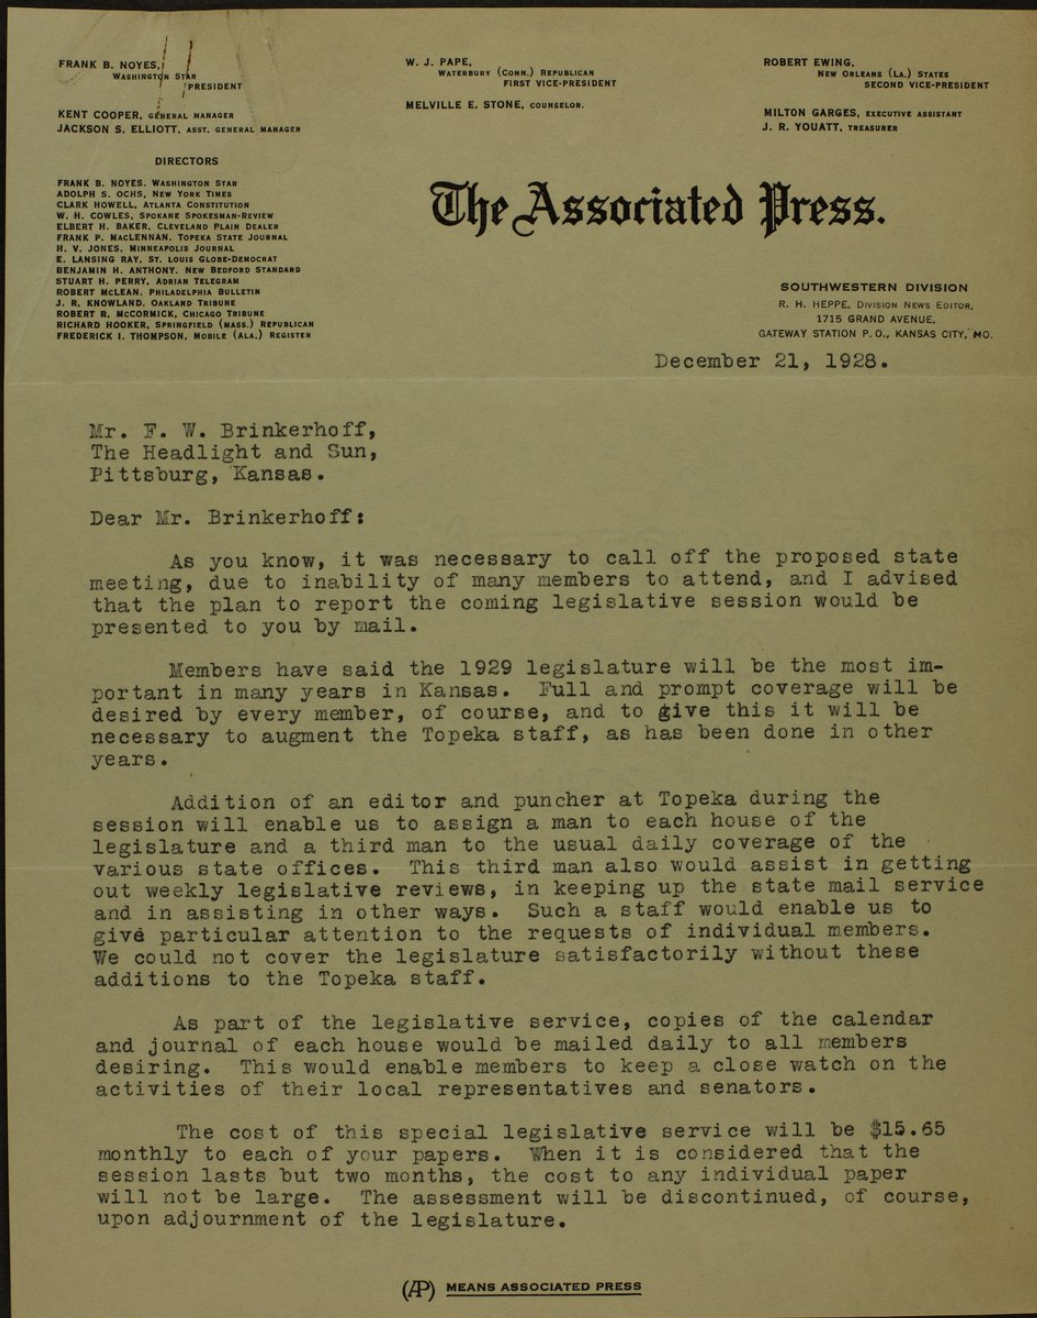 FRANK B. NOYES,
WASHINGTON STAR
PRESIDENT
KENT COOPER, GENERAL MANAGER
JACKSON S. ELLIOTT, ASST. GENERAL MANAGER
W. J. PAPE,
WATERBURY (CONN.) REPUBLICAN
FIRST VICE-PRESIDENT
MELVILLE E. STONE, COUNSELOR.
ROBERT EWING,
NEW ORLEANS (LA.) STATES
SECOND VICE-PRESIDENT
MILTON GARGES, EXECUTIVE ASSISTANT
J. R. YOUATT, TREASURER
DIRECTORS
FRANK B. NOYES, WASHINGTON STAR
ADOLPH S. OCHS, NEW YORK TIMES
CLARK HOWELL, ATLANTA CONSTITUTION
W. H. COWLES, SPOKANE SPOKESMAN-REVIEW
ELBERT H. BAKER, CLEVELAND PLAIN DEALER
FRANK P. MACLENNAN, TOPEKA STATE JOURNAL
H. V. JONES, MINNEAPOLIS JOURNAL
E. LANSING RAY, ST. LOUIS GLOBE-DEMOCRAT
BENJAMIN H. ANTHONY, NEW BEDFORD STANDARD
STUART H. PERRY, ADRIAN TELEGRAM
ROBERT MCLEAN, PHILADELPHIA BULLETIN
J. R. KNOWLAND, OAKLAND TRIBUNE
ROBERT R. MCCORMICK, CHICAGO TRIBUNE
RICHARD HOOKER, SPRINGFIELD (MASS.) REPUBLICAN
FREDERICK I. THOMPSON, MOBILE (ALA.) REGISTER
The Associated Press.
SOUTHWESTERN DIVISION
R. H. HEPPE, DIVISION NEWS EDITOR,
1715 GRAND AVENUE,
GATEWAY STATION P. O., KANSAS CITY, MO.
December 21, 1928.
Mr. F. W. Brinkerhoff,
The Headlight and Sun,
Pittsburg, Kansas.
Dear Mr. Brinkerhoff:
As you know, it was necessary to call off the proposed state
meeting, due to inability of many members to attend, and I advised
that the plan to report the coming legislative session would be
presented to you by mail.
Members have said the 1929 legislature will be the most im-
portant in many years in Kansas. Full and prompt coverage will be
desired by every member, of course, and to give this it will be
necessary to augment the Topeka staff, as has been done in other
years.
Addition of an editor and puncher at Topeka during the
session will enable us to assign a man to each house of the
legislature and a third man to the usual daily coverage of the
various state offices. This third man also would assist in getting
out weekly legislative reviews, in keeping up the state mail service
and in assisting in other ways. Such a staff would enable us to
give particular attention to the requests of individual members.
We could not cover the legislature satisfactorily without these
additions to the Topeka staff.
As part of the legislative service, copies of the calendar
and journal of each house would be mailed daily to all members
desiring. This would enable members to keep a close watch on the
activities of their local representatives and senators.
The cost of this special legislative service will be $15.65
monthly to each of your papers. When it is considered that the
session lasts but two months, the cost to any individual paper
will not be large. The assessment will be discontinued, of course,
upon adjournment of the legislature.
(AP) MEANS ASSOCIATED PRESS